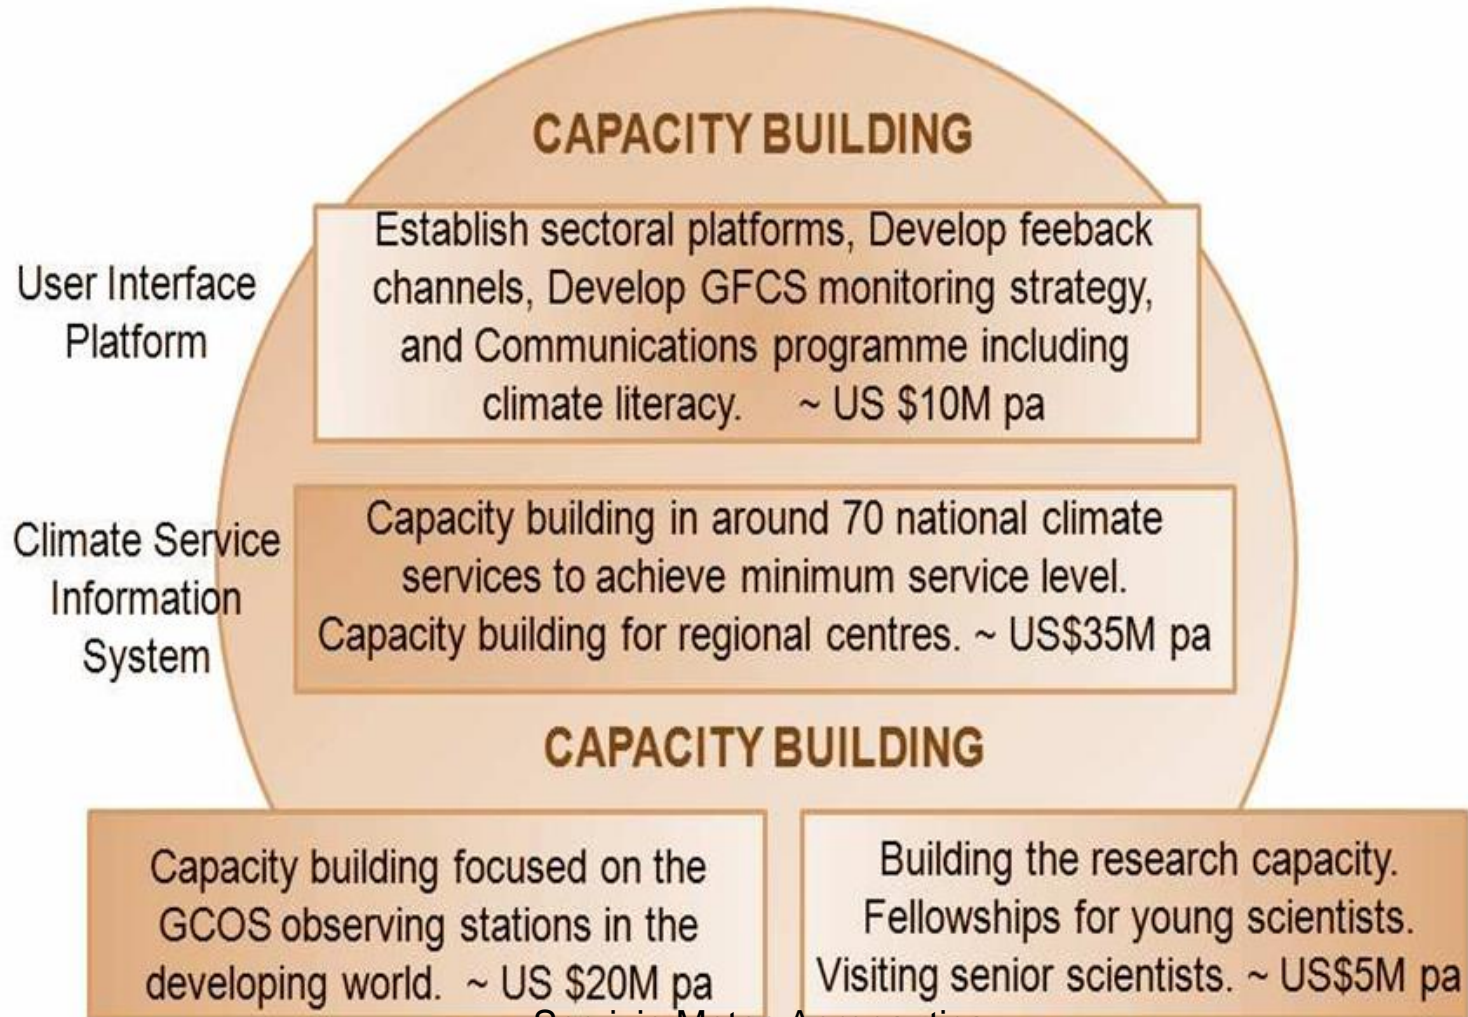 CAPACITY BUILDING
Establish sectoral platforms, Develop feeback
channels, Develop GFCS monitoring strategy,
and Communications programme including
climate literacy. ~ US $10M pa
User Interface
Platform
Capacity building in around 70 national climate
services to achieve minimum service level.
Capacity building for regional centres. ~ US$35M pa
Climate Service
Information
System
CAPACITY BUILDING
Capacity building focused on the
GCOS observing stations in the
developing world. ~ US $20M pa
Building the research capacity.
Fellowships for young scientists.
Visiting senior scientists. ~ US$5M pa